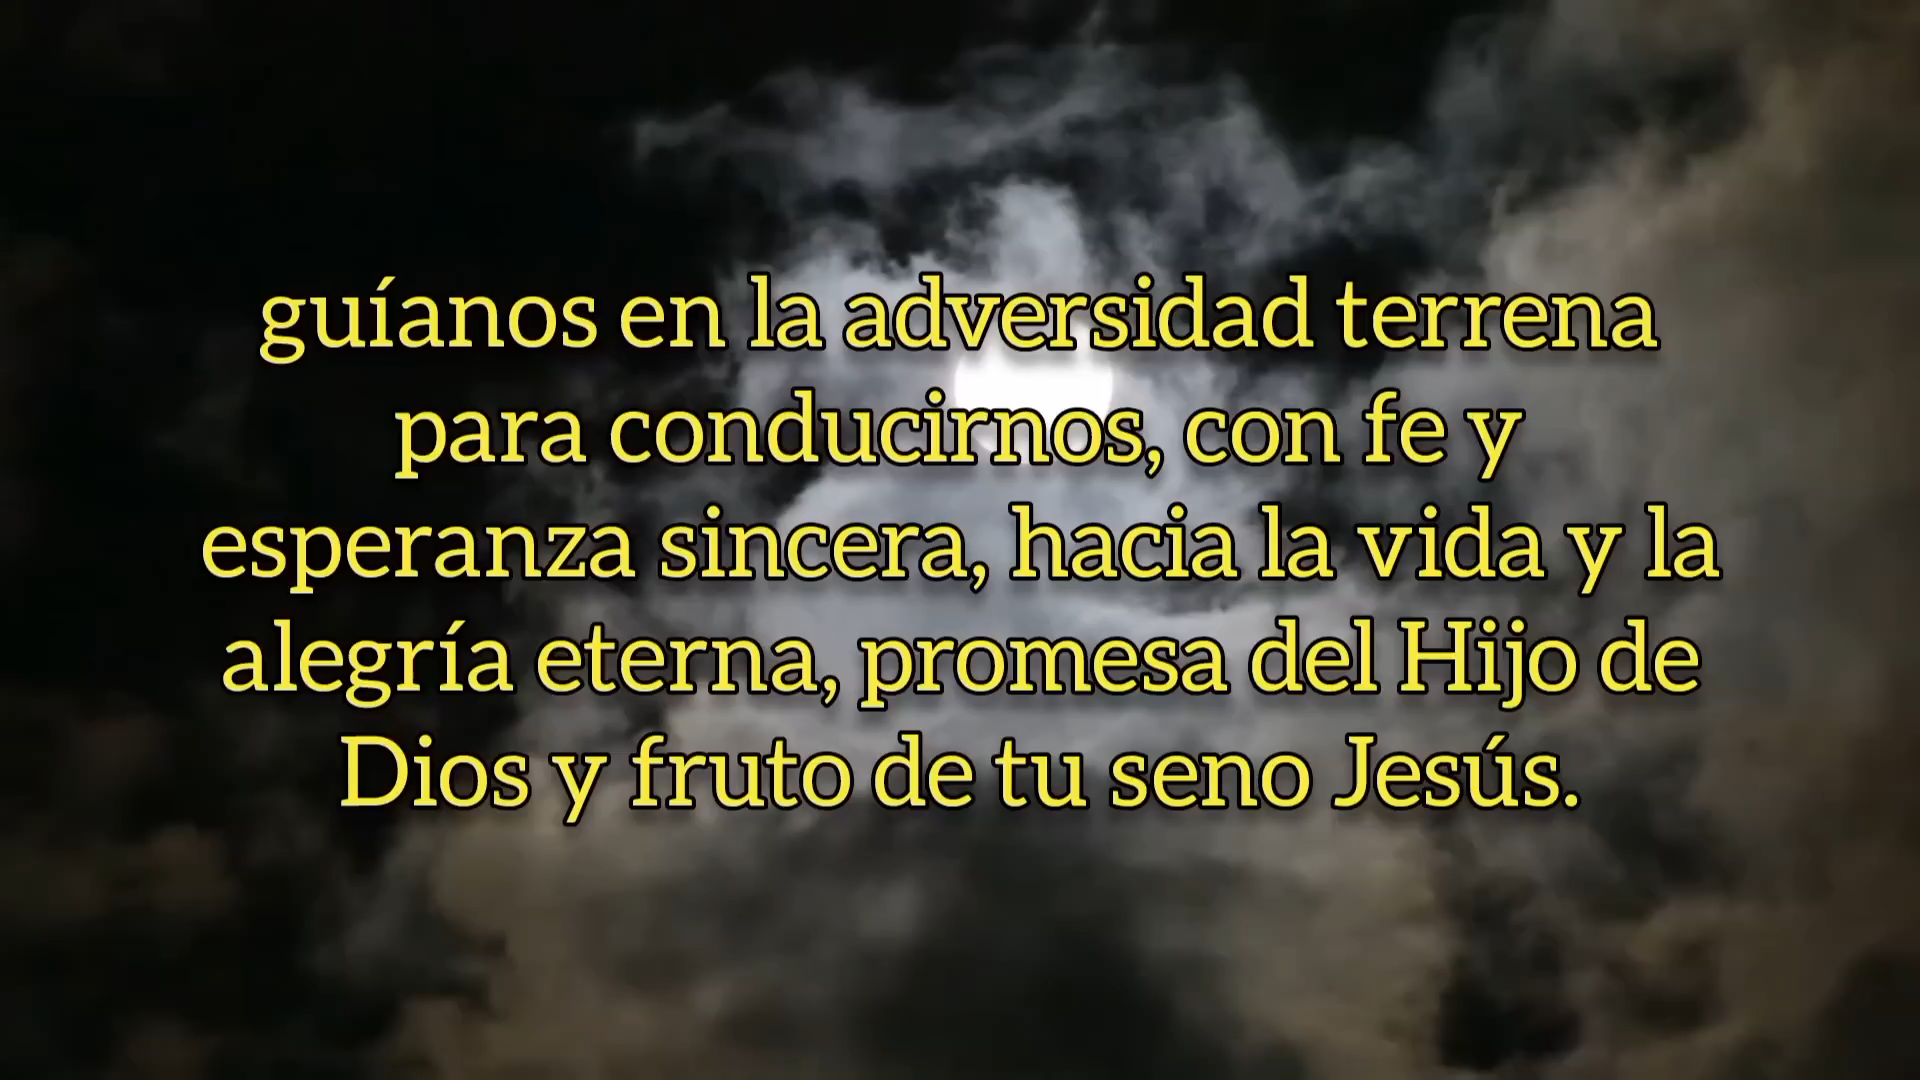 guíanos en la adversidad terrena
para conducirnos, con fe y
esperanza sincera, hacia la vida y la
alegría eterna, promesa del Hijo de
Dios y fruto de tu seno Jesús.